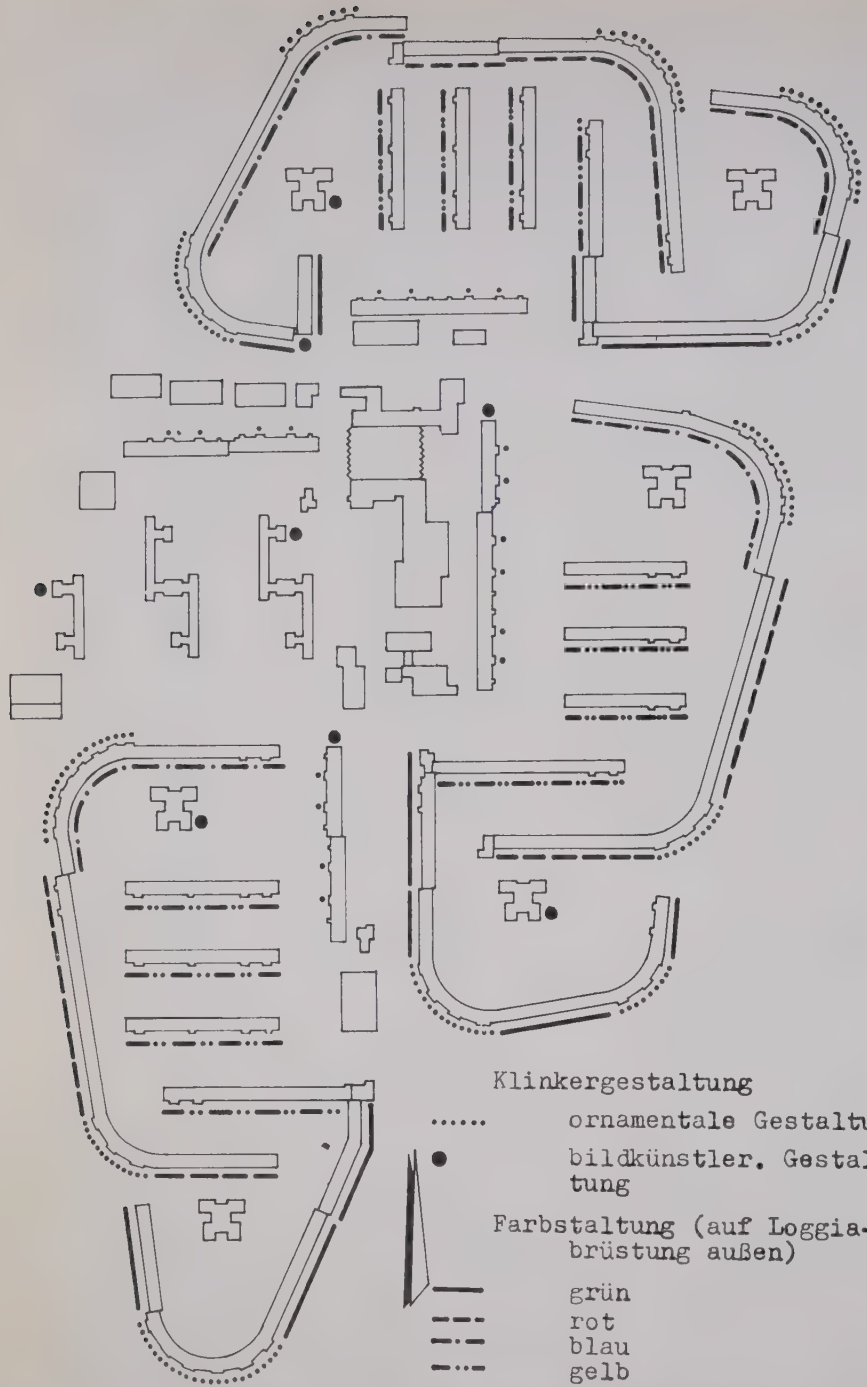 Klinkergestaltung
ornamentale Gestaltu
bildkünstler. Gestal
tung
Farbstaltung (auf Loggia-
brüstung außen)
grün
rot
blau
gelb